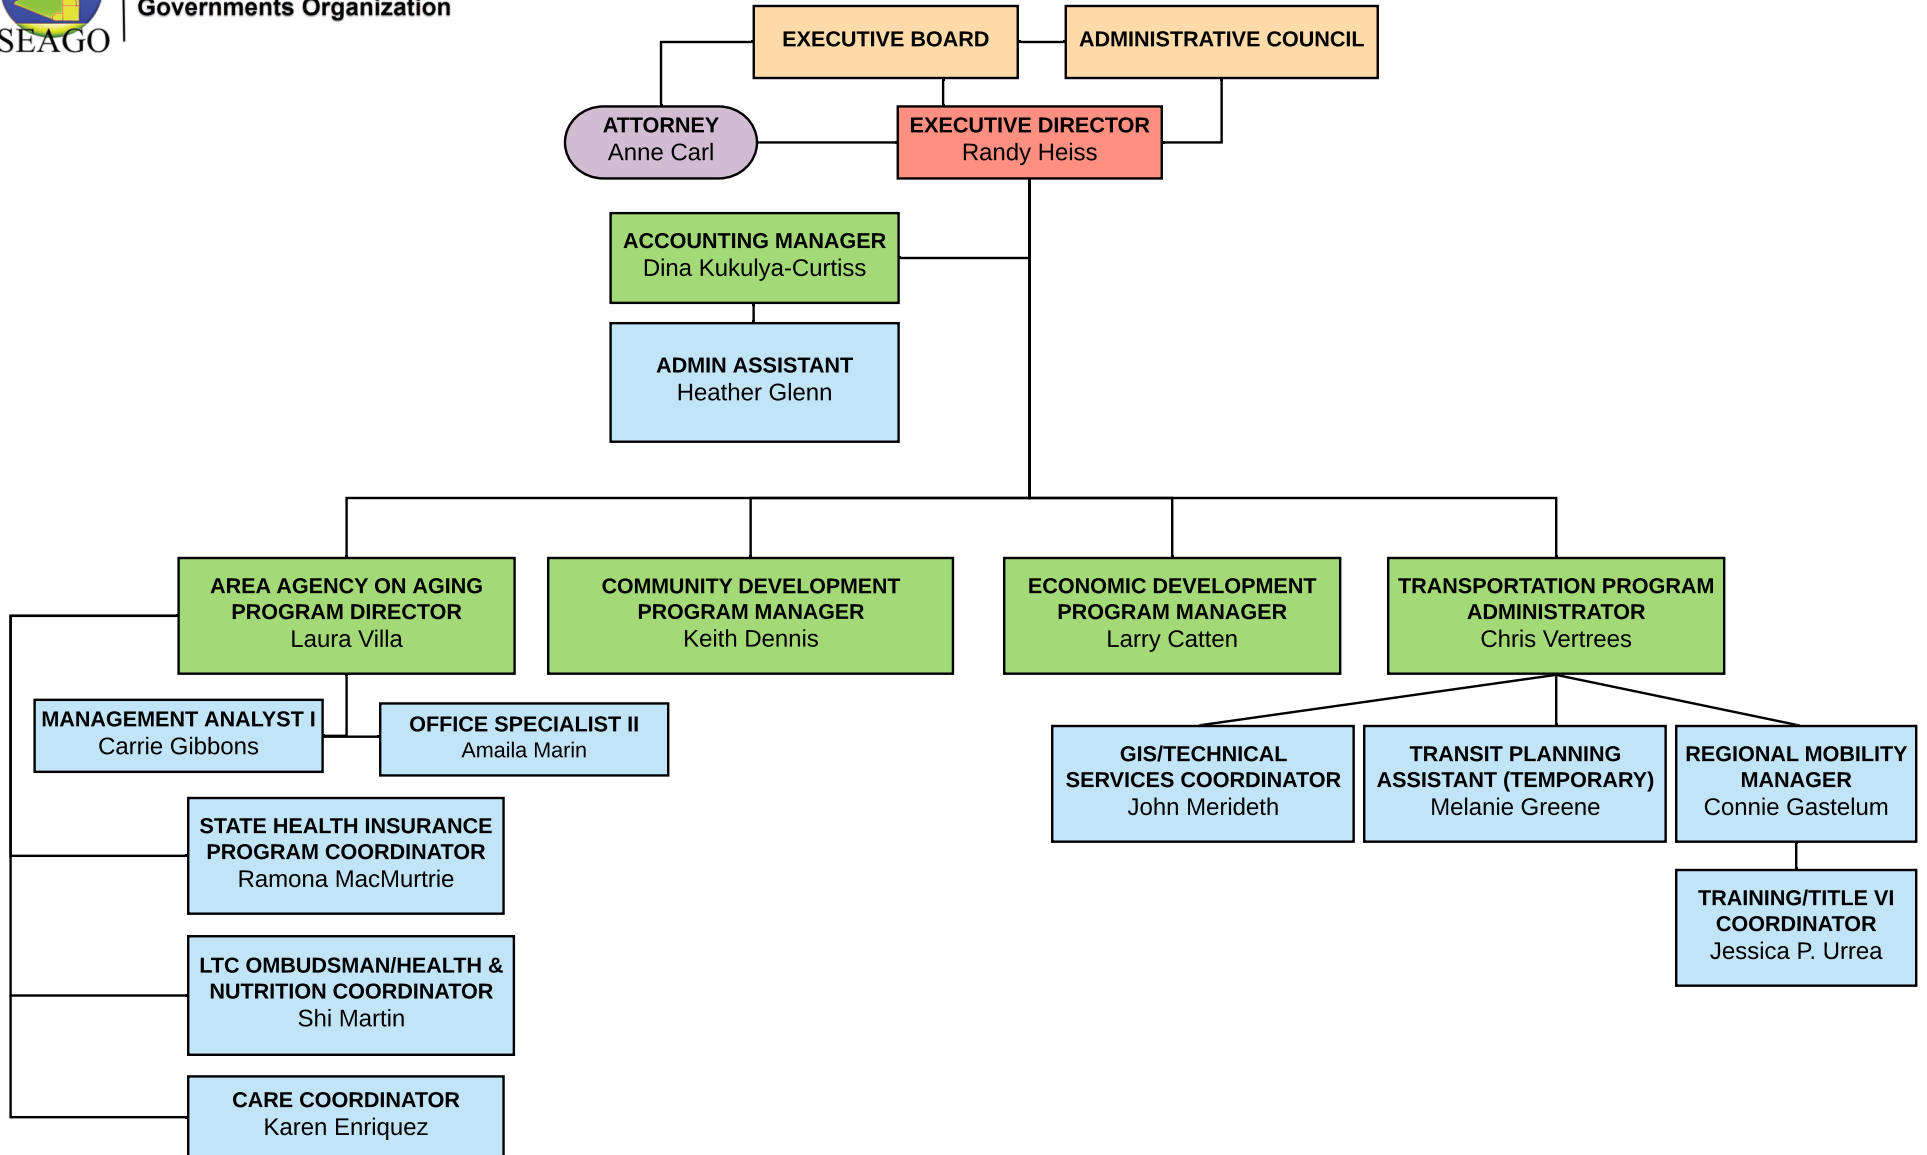 Governments Organization
SEAGO
EXECUTIVE BOARD
ADMINISTRATIVE COUNCIL
ATTORNEY
Anne Carl
EXECUTIVE DIRECTOR
Randy Heiss
ACCOUNTING MANAGER
Dina Kukulya-Curtiss
ADMIN ASSISTANT
Heather Glenn
AREA AGENCY ON AGING
PROGRAM DIRECTOR
Laura Villa
COMMUNITY DEVELOPMENT
PROGRAM MANAGER
Keith Dennis
ECONOMIC DEVELOPMENT
PROGRAM MANAGER
Larry Catten
TRANSPORTATION PROGRAM
ADMINISTRATOR
Chris Vertrees
MANAGEMENT ANALYST I
Carrie Gibbons
OFFICE SPECIALIST II
Amaila Marin
GIS/TECHNICAL
SERVICES COORDINATOR
John Merideth
TRANSIT PLANNING
ASSISTANT (TEMPORARY)
Melanie Greene
REGIONAL MOBILITY
MANAGER
Connie Gastelum
STATE HEALTH INSURANCE
PROGRAM COORDINATOR
Ramona MacMurtrie
TRAINING/TITLE VI
COORDINATOR
Jessica P. Urrea
LTC OMBUDSMAN/HEALTH &
NUTRITION COORDINATOR
Shi Martin
CARE COORDINATOR
Karen Enriquez